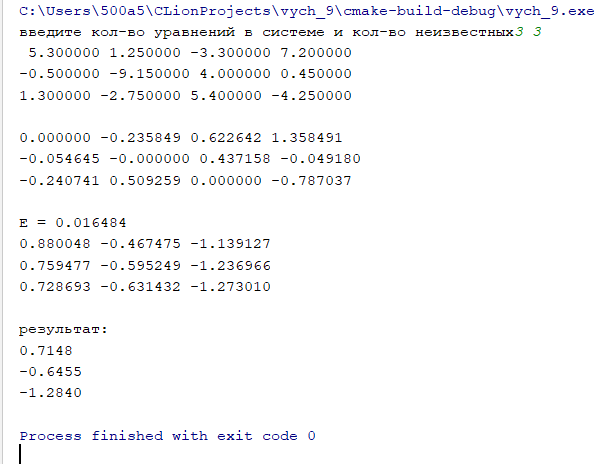 C:\Users\500a5\CLionProjects\vych_9\cmake-build-debug\vych_9.exe
введите кол-во уравнений в системе и кол-во неизвестных3 3
5.300000 1.250000 -3.300000 7.200000
-0.500000 -9.150000 4.000000 0.450000
1.300000 -2.750000 5.400000 -4.250000
0.000000 -0.235849 0.622642 1.358491
-0.054645 -0.000000 0.437158 -0.049180
-0.240741 0.509259 0.000000 -0.787037
E = 0.016484
0.880048 -0.467475 -1.139127
0.759477 -0.595249 -1.236966
0.728693 -0.631432 -1.273010
результат:
0.7148
-0.6455
-1.2840
Process finished with exit code 0